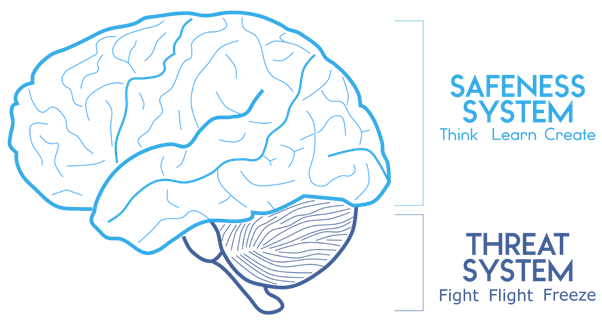 SAFENESS
SYSTEM
Think Learn Create
THREAT
SYSTEM
Fight Flight Freeze